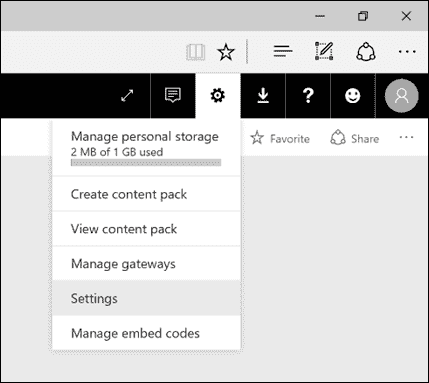 Favorite
Share
Manage personal storage
2 MB of 1 GB used
Create content pack
View content pack
Manage gateways
Settings
Manage embed codes